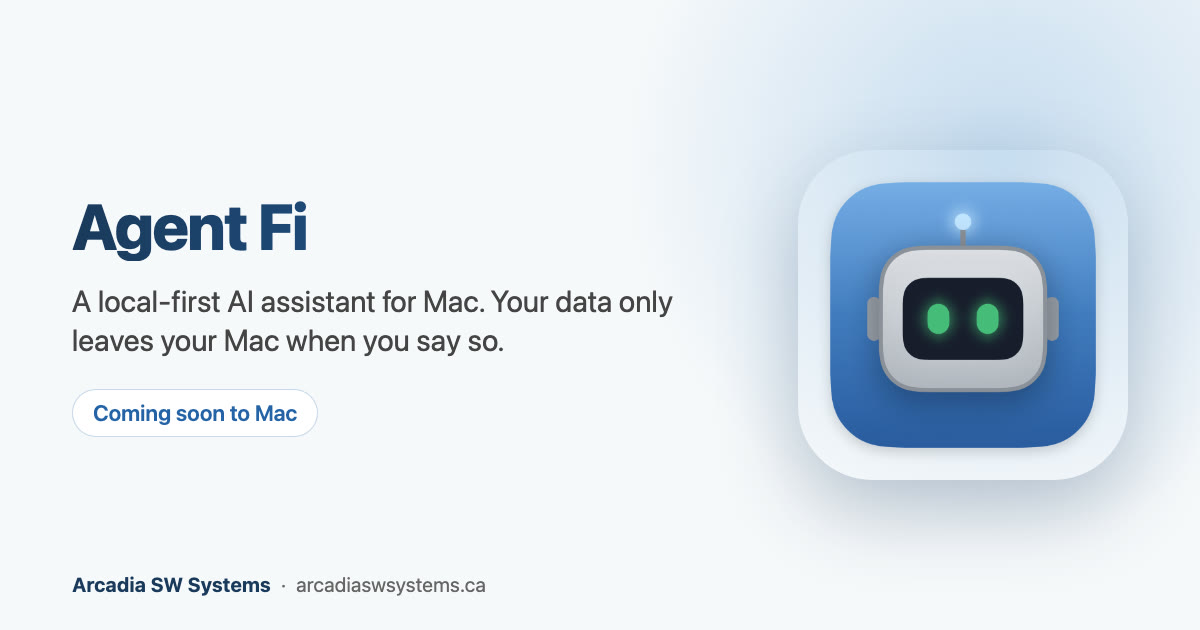 Agent Fi
A local-first AI assistant for Mac. Your data only
leaves your Mac when you say so.
Coming soon to Mac
Arcadia SW Systems · arcadiaswsystems.ca